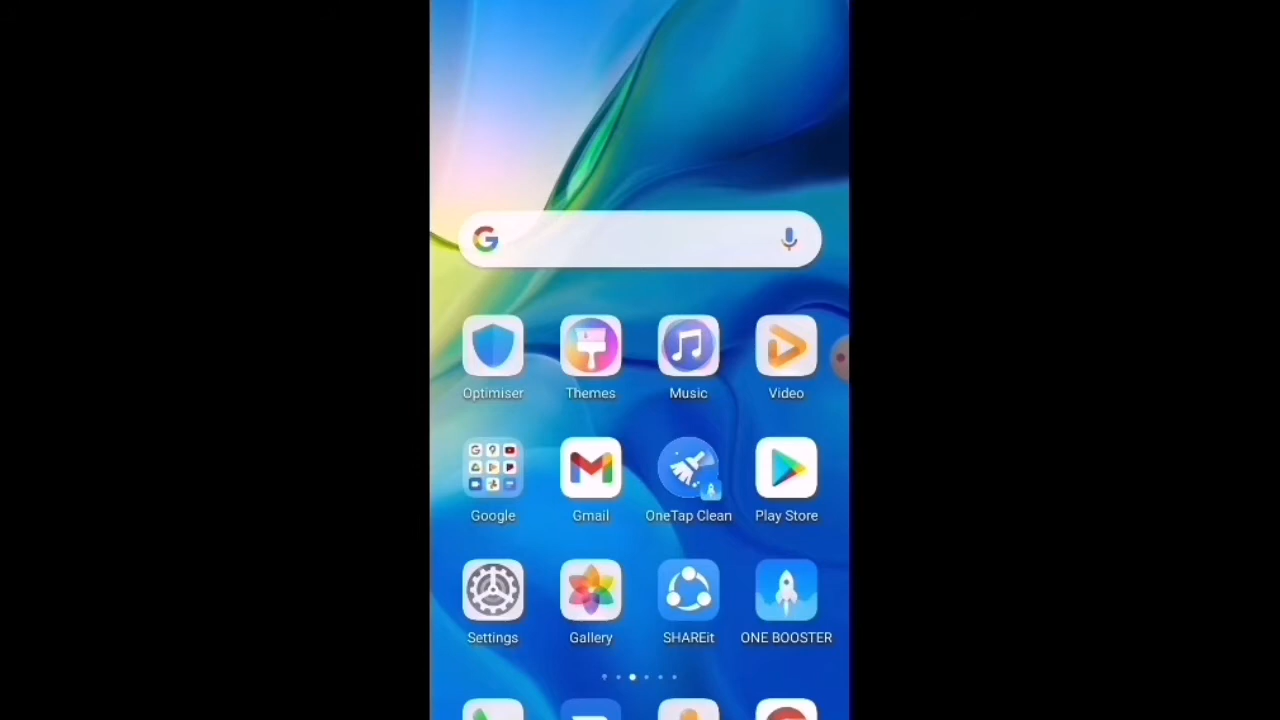 Optimiser Themes Music Video
Google Gmail OneTap Clean Play Store
Settings Gallery SHAREit ONE BOOSTER